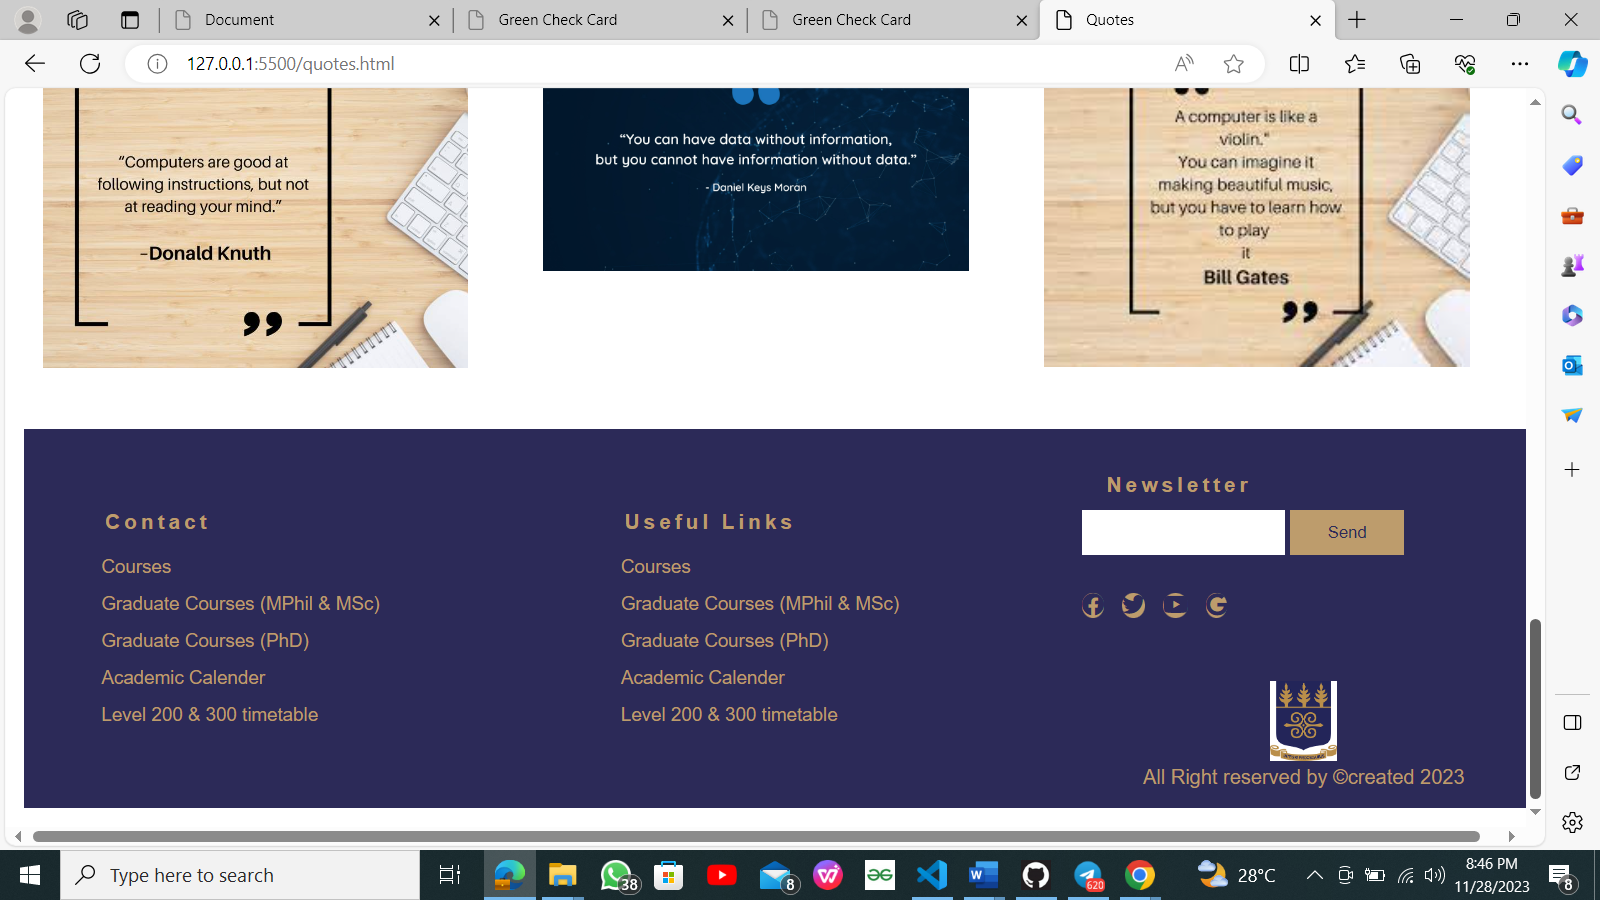 Document
Green Check Card
Green Check Card
Quotes
127.0.0.1:5500/quotes.html
“Computers are good at
following instructions, but not
at reading your mind.”
–Donald Knuth
“You can have data without information,
but you cannot have information without data.”
- Daniel Keys Moran
A computer is like a
violin."
You can imagine it
making beautiful music,
but you have to learn how
to play
it
Bill Gates
Contact
Courses
Graduate Courses (MPhil & MSc)
Graduate Courses (PhD)
Academic Calender
Level 200 & 300 timetable
Useful Links
Courses
Graduate Courses (MPhil & MSc)
Graduate Courses (PhD)
Academic Calender
Level 200 & 300 timetable
Newsletter
Send
All Right reserved by ©created 2023
Type here to search
38
8
620
28°C
8:46 PM
11/28/2023
8